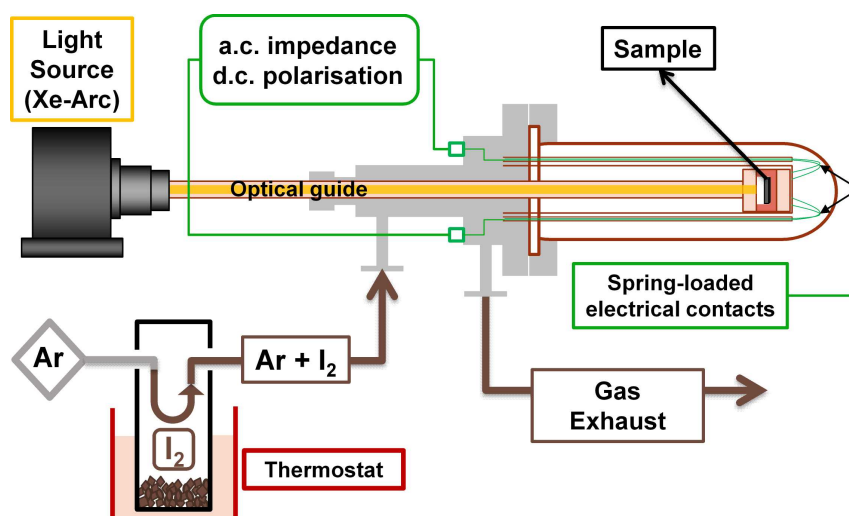 Light
Source
(Xe-Arc)
a.c. impedance
d.c. polarisation
Sample
Optical guide
Spring-loaded
electrical contacts
Ar
Ar + I₂
Gas
Exhaust
I₂
Thermostat